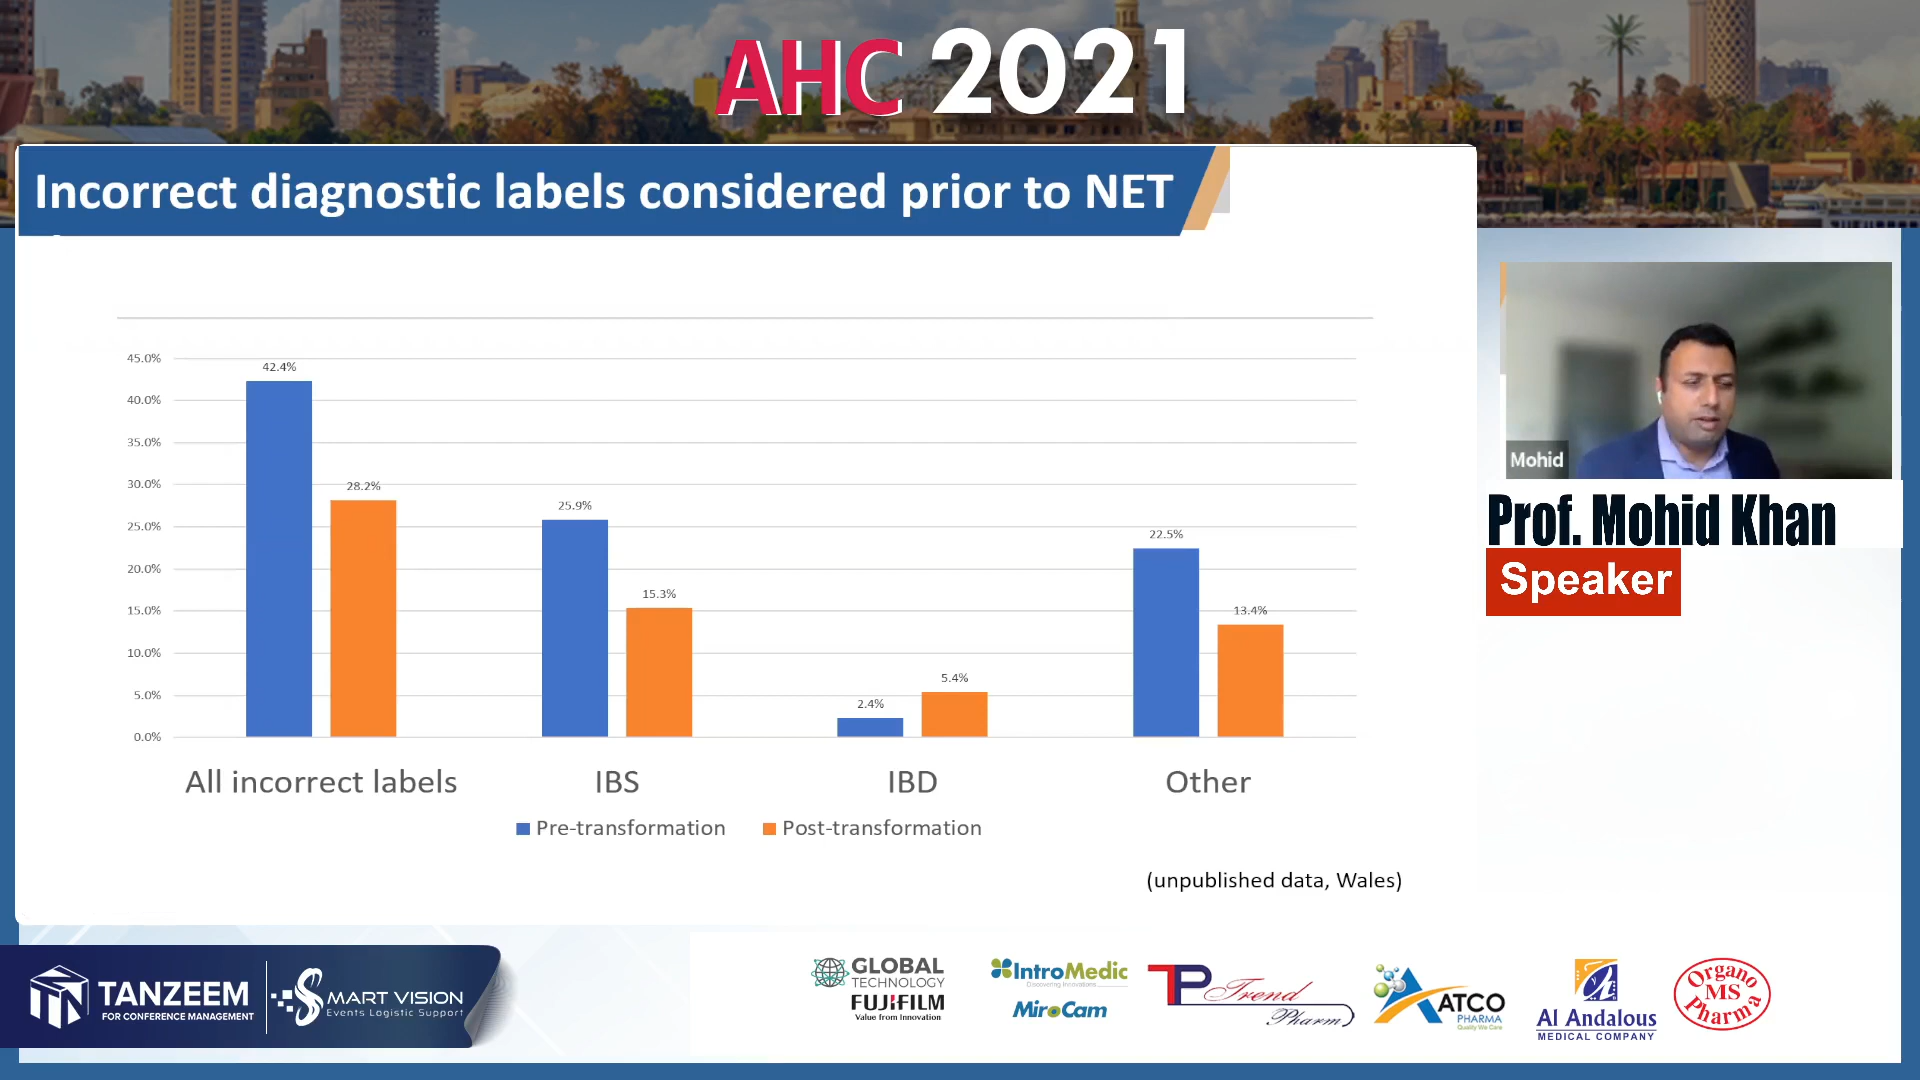 AHC 2021
Incorrect diagnostic labels considered prior to NET
45.0%
40.0%
35.0%
30.0%
25.0%
20.0%
15.0%
10.0%
5.0%
0.0%
42.4%
28.2%
25.9%
15.3%
2.4%
5.4%
22.5%
13.4%
All incorrect labels
IBS
IBD
Other
Pre-transformation
Post-transformation
(unpublished data, Wales)
Mohid
Prof. Mohid Khan
Speaker
TANZEEM
FOR CONFERENCE MANAGEMENT
SMART VISION
Events Logistic Support
GLOBAL
TECHNOLOGY
FUJIFILM
Value from Innovation
IntroMedic
Discovering Innovations
MiroCam
TP Trend
Pharm
ATCO
PHARMA
Quality We Care
Al Andalous
MEDICAL COMPANY
Organo
MS
Pharma